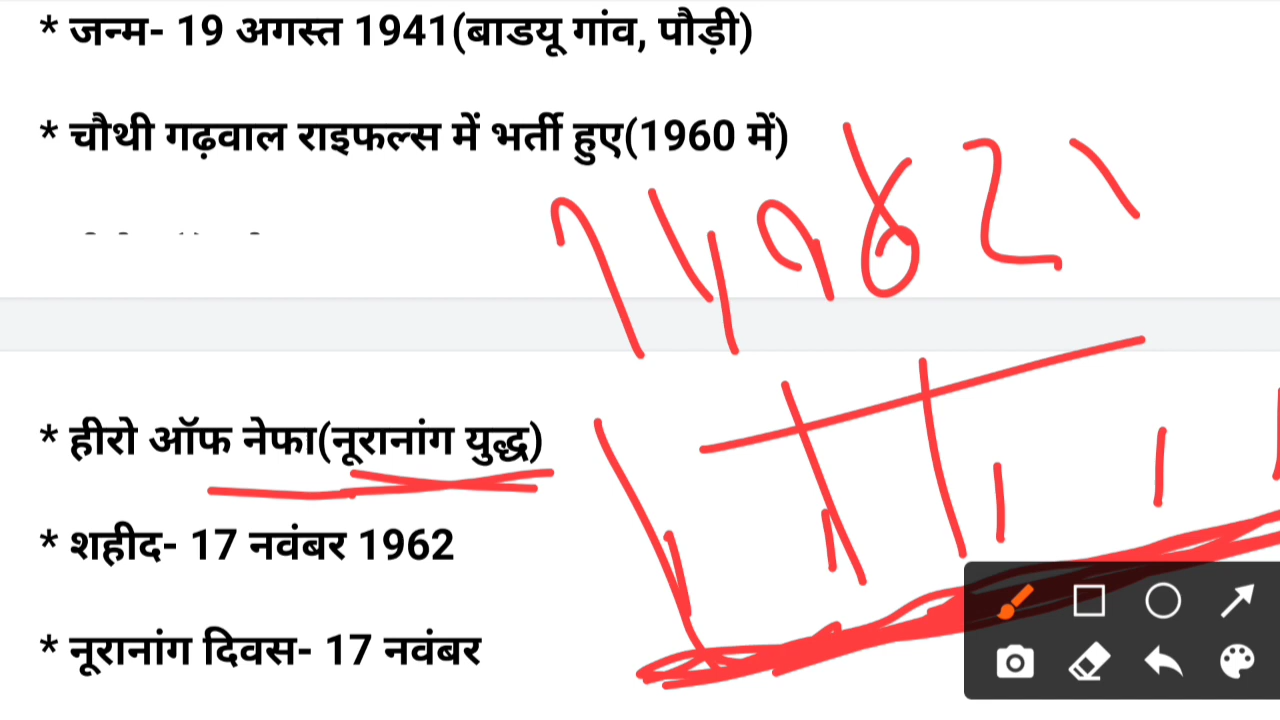 * जन्म- 19 अगस्त 1941(बाडयू गांव, पौड़ी)
* चौथी गढ़वाल राइफल्स में भर्ती हुए(1960 में)
* हीरो ऑफ नेफा(नूरानांग युद्ध)
* शहीद- 17 नवंबर 1962
* नूरानांग दिवस- 17 नवंबर